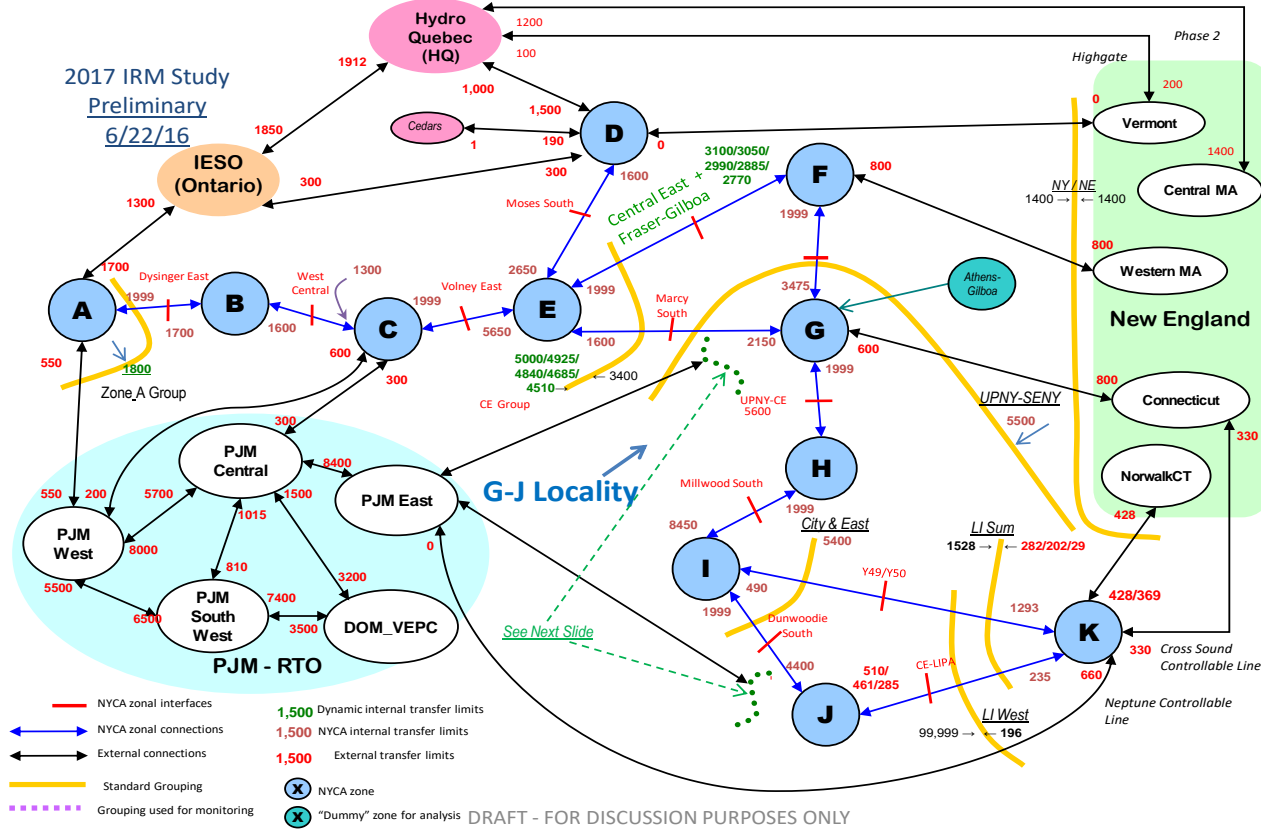 Hydro
Quebec
(HQ)
1200
100
Phase 2
Highgate
1912
2017 IRM Study
Preliminary
6/22/16
1,000
1,500
200
0
Cedars
190
1
D
0
Vermont
1850
IESO
(Ontario)
300
300
1600
3100/3050/
2990/2885/
2770
Central East +
Fraser-Gilboa
F
800
1400
Central MA
NY / NE
1400 → ← 1400
1300
Moses South
1999
800
Western MA
1700
Dysinger East
1999
West
Central
1300
2650
1999
Volney East
1999
Athens-
Gilboa
3475
A
B
C
E
G
Marcy
South
New England
1700
1600
5650
1600
2150
600
550
1800
600
300
5000/4925/
4840/4685/
4510→
← 3400
1999
800
Connecticut
Zone_A Group
CE Group
UPNY-CE
5600
UPNY-SENY
5500
330
300
PJM
Central
8400
PJM East
G-J Locality
H
NorwalkCT
428
550
200
5700
1500
1015
Millwood South
1999
PJM
West
8000
0
8450
City & East
5400
LI Sum
1528 → ← 282/202/29
5500
810
3200
I
490
Y49/Y50
1293
428/369
6500
PJM
South
West
7400
3500
DOM_VEPC
1999
Dunwoodie
South
K
330
Cross Sound
Controllable Line
See Next Slide
PJM - RTO
4400
510/
461/285
CE-LIPA
235
660
Neptune Controllable
Line
J
LI West
99,999 → ← 196
NYCA zonal interfaces
NYCA zonal connections
External connections
Standard Grouping
Grouping used for monitoring
1,500 Dynamic internal transfer limits
1,500 NYCA internal transfer limits
1,500 External transfer limits
X NYCA zone
X "Dummy" zone for analysis
DRAFT - FOR DISCUSSION PURPOSES ONLY